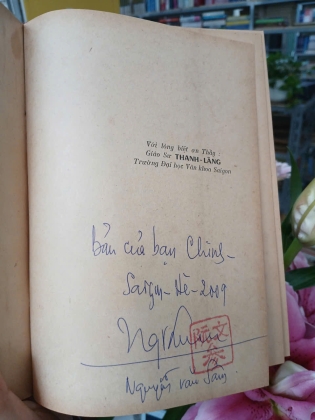 Với lòng biết ơn Thầy
Giáo Sư THANH-LÃNG
Trường Đại học Văn khoa Saigon
bản của bạn Chinh-
Saigon-Hè-2009
Nguyễn Văn Sâm